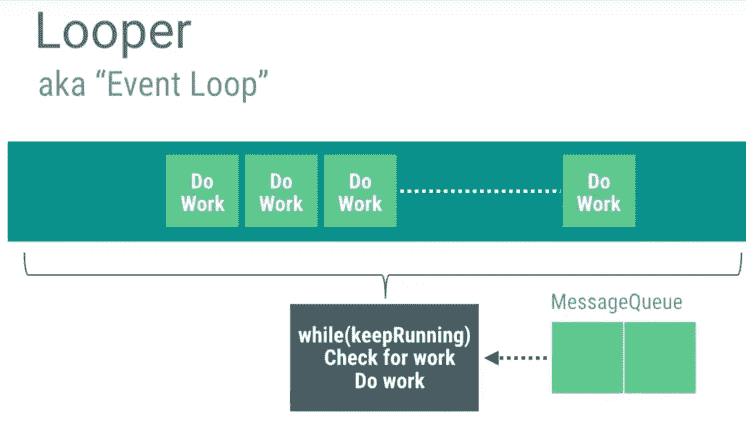 Looper
aka “Event Loop”
Do
Work
Do
Work
Do
Work
Do
Work
MessageQueue
while(keepRunning)
Check for work
Do work